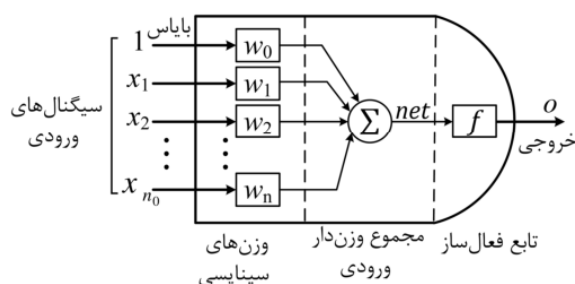 بایاس
1 w₀
x₁ w₁
x₂ w₂
x n₀ wₙ
سیگنال‌های
ورودی
Σ
net
f
o
خروجی
وزن‌های
سیناپسی
مجموع وزن‌دار
ورودی
تابع فعال‌ساز